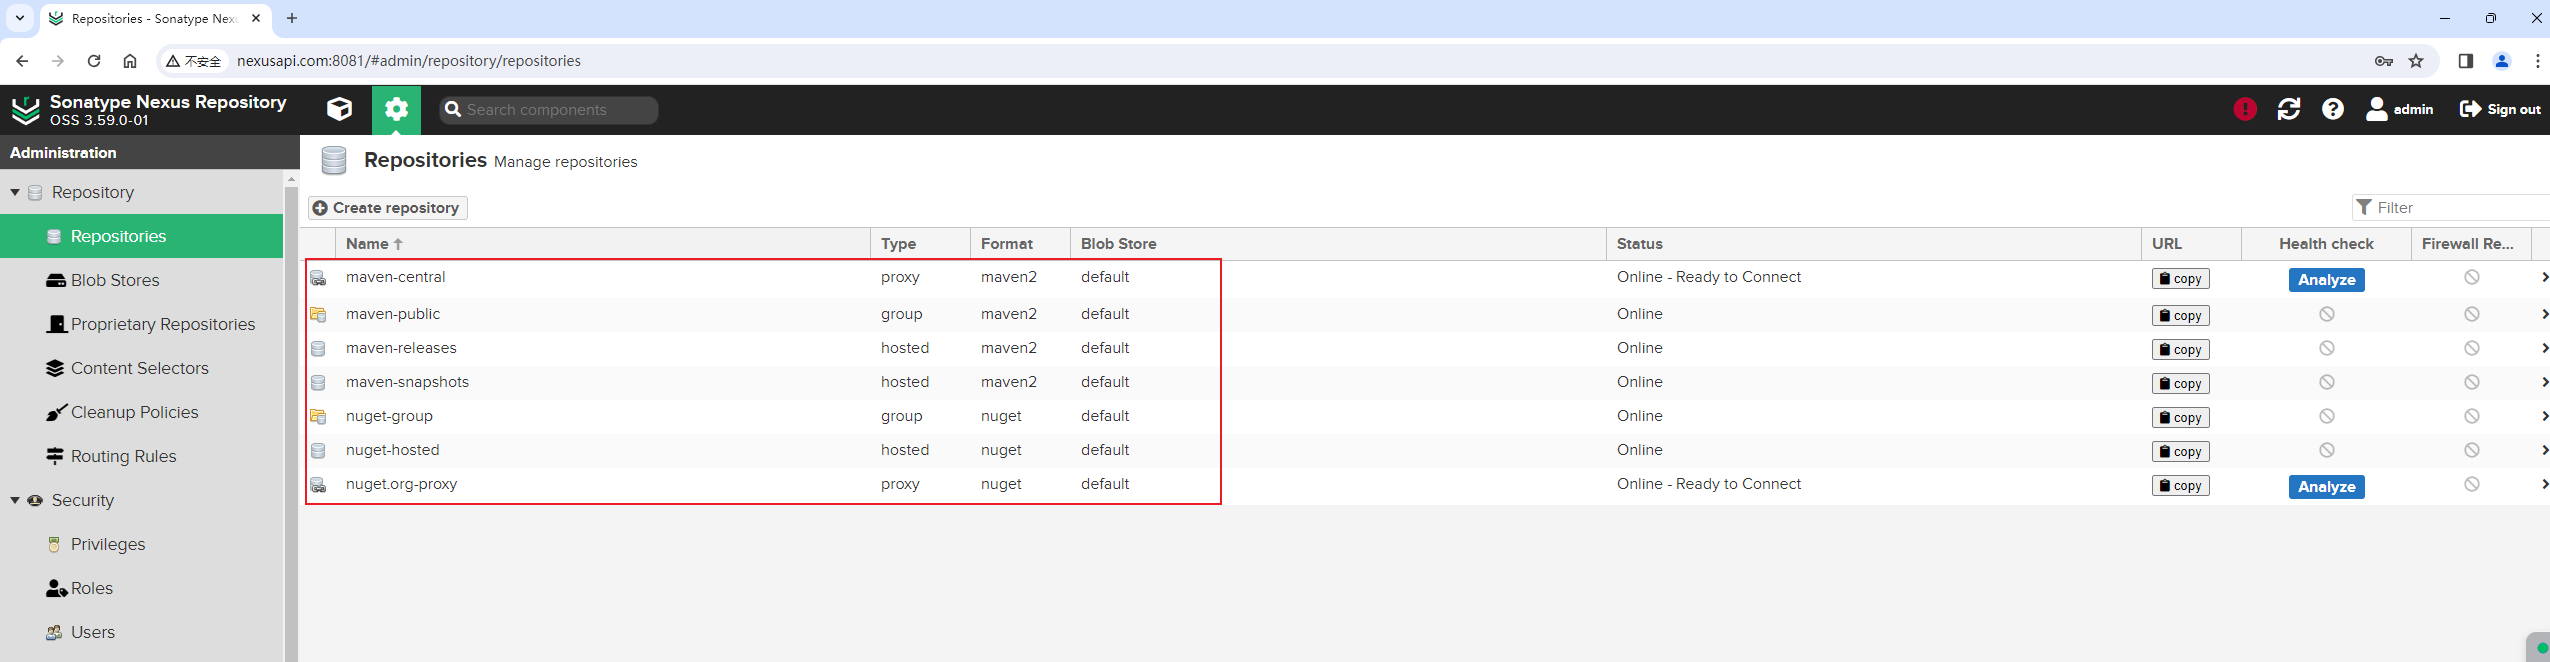 Repositories - Sonatype Nex
不安全 nexusapi.com:8081/#admin/repository/repositories
Sonatype Nexus Repository
OSS 3.59.0-01
Search components
admin
Sign out
Administration
Repository
Repositories
Blob Stores
Proprietary Repositories
Content Selectors
Cleanup Policies
Routing Rules
Security
Privileges
Roles
Users
Repositories Manage repositories
Create repository
Filter
Name Type Format Blob Store Status URL Health check Firewall Re...
maven-central proxy maven2 default Online - Ready to Connect copy Analyze
maven-public group maven2 default Online copy
maven-releases hosted maven2 default Online copy
maven-snapshots hosted maven2 default Online copy
nuget-group group nuget default Online copy
nuget-hosted hosted nuget default Online copy
nuget.org-proxy proxy nuget default Online - Ready to Connect copy Analyze